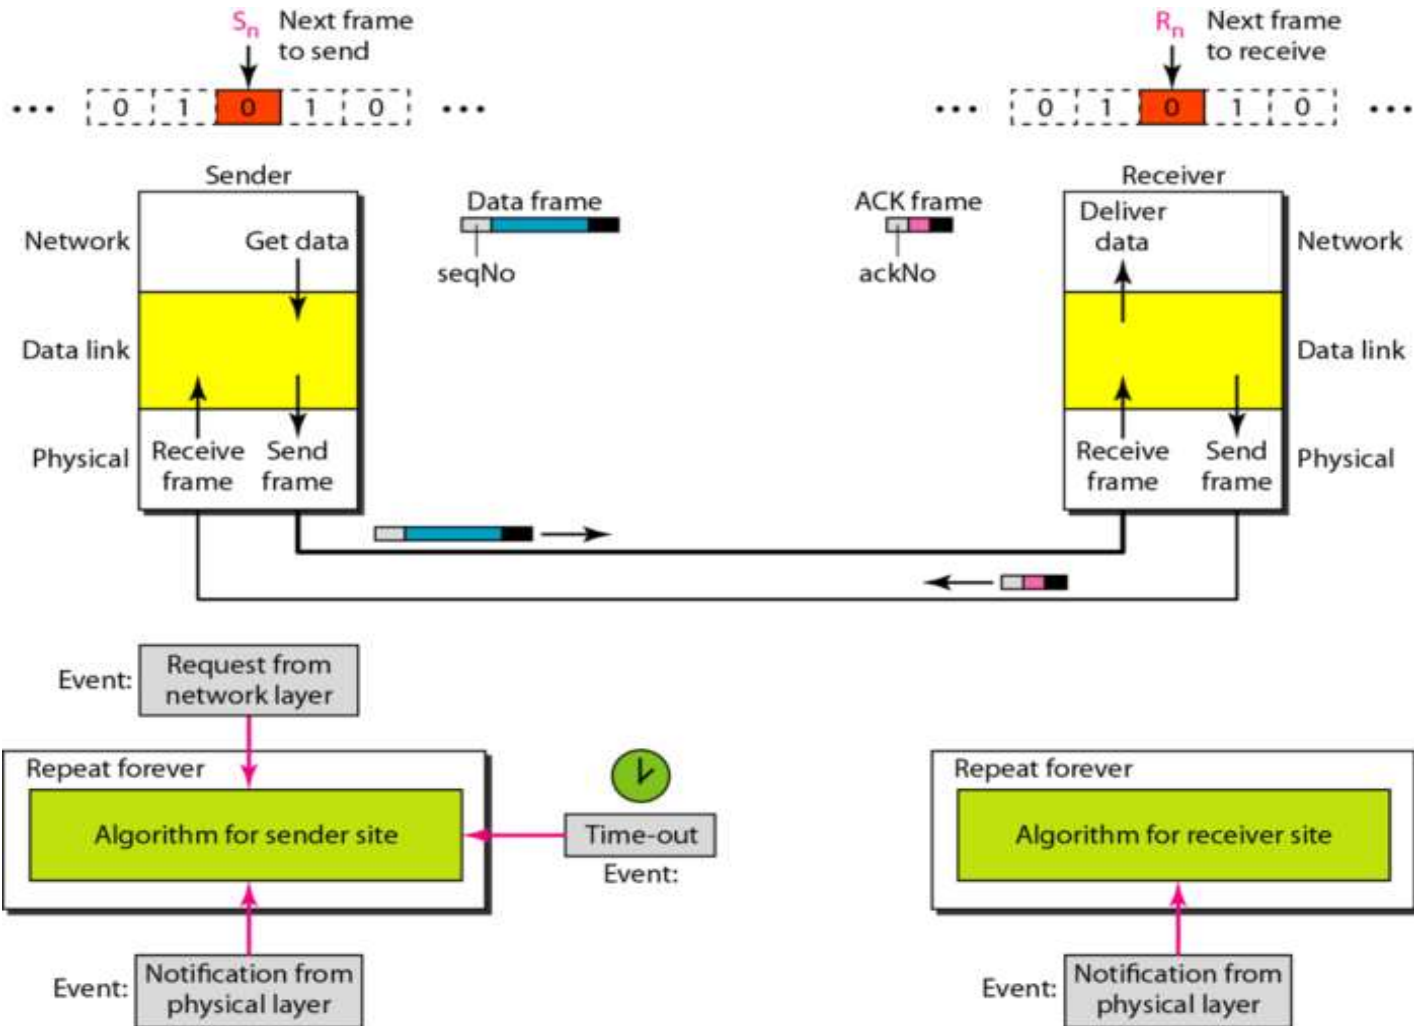 Sn Next frame
to send
Rn Next frame
to receive
... 0 1 0 1 0 ...
... 0 1 0 1 0 ...
Sender
Receiver
Data frame
seqNo
ACK frame
ackNo
Network
Get data
Deliver
data
Network
Data link
Data link
Physical
Receive
frame
Send
frame
Receive
frame
Send
frame
Physical
Event:
Request from
network layer
Repeat forever
Algorithm for sender site
Time-out
Event:
Event:
Notification from
physical layer
Repeat forever
Algorithm for receiver site
Event:
Notification from
physical layer